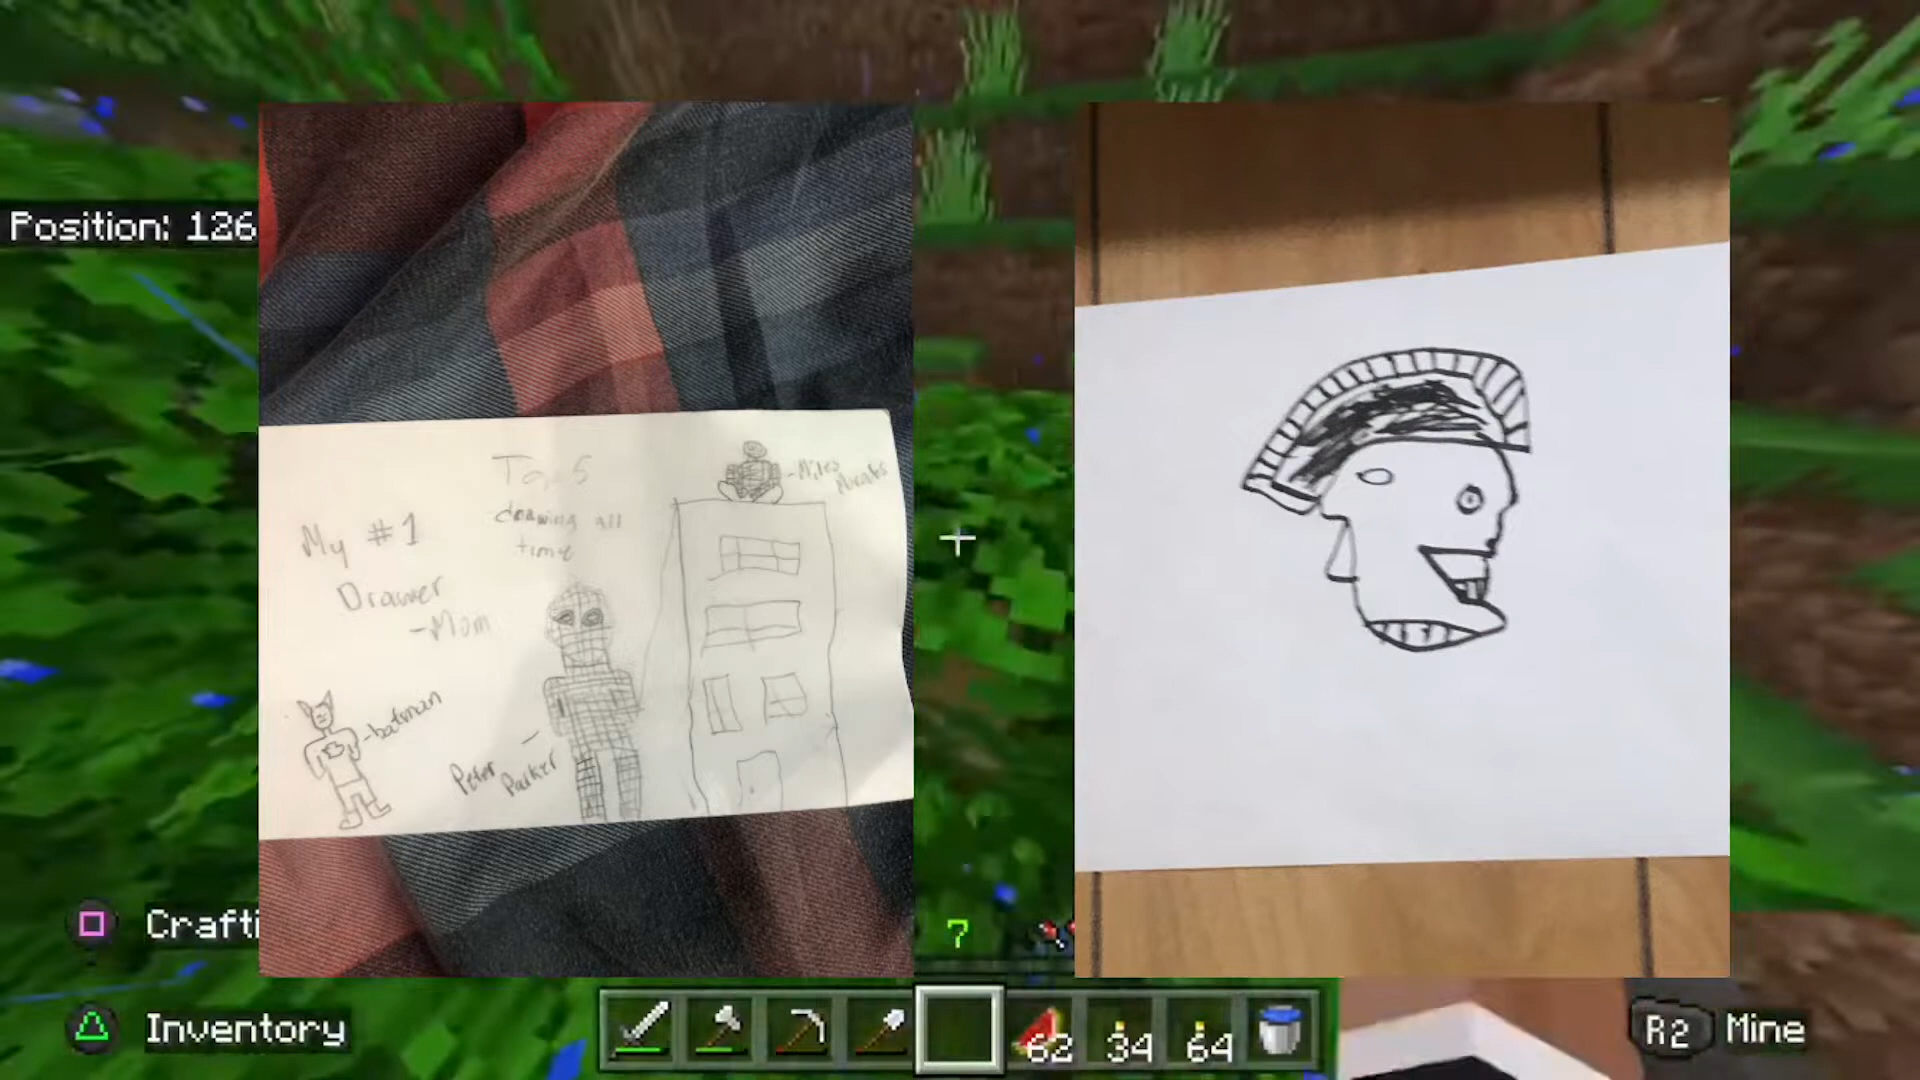 Position: 126
Top 5
drawing all
time
-Miles
Morales
My #1
Drawer
-Mom
-batman
Peter
Parker
Crafti
7
Inventory
62
34
64
R2
Mine